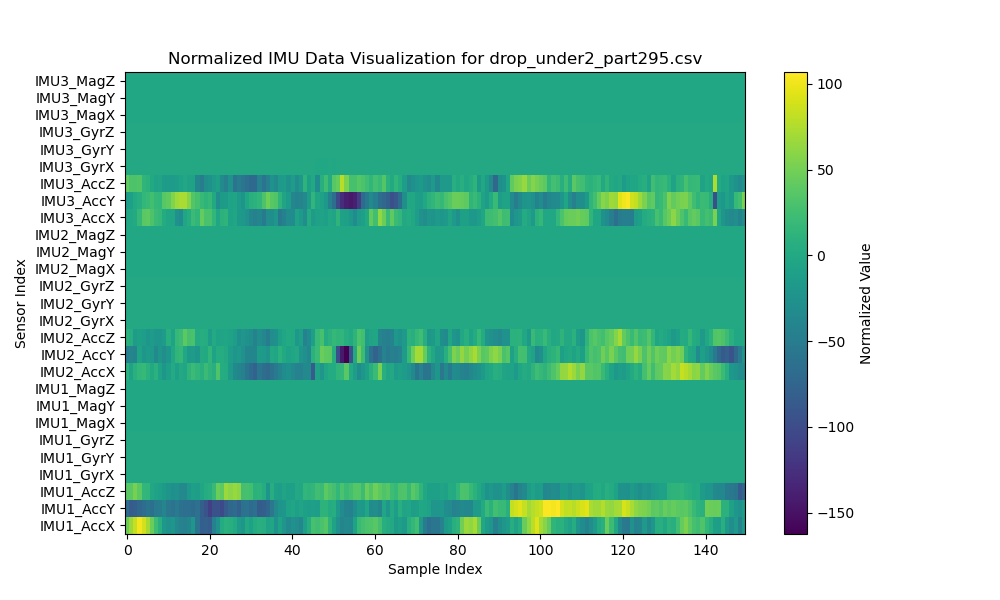 Normalized IMU Data Visualization for drop_under2_part295.csv
Sensor Index
IMU3_MagZ
IMU3_MagY
IMU3_MagX
IMU3_GyrZ
IMU3_GyrY
IMU3_GyrX
IMU3_AccZ
IMU3_AccY
IMU3_AccX
IMU2_MagZ
IMU2_MagY
IMU2_MagX
IMU2_GyrZ
IMU2_GyrY
IMU2_GyrX
IMU2_AccZ
IMU2_AccY
IMU2_AccX
IMU1_MagZ
IMU1_MagY
IMU1_MagX
IMU1_GyrZ
IMU1_GyrY
IMU1_GyrX
IMU1_AccZ
IMU1_AccY
IMU1_AccX
0 20 40 60 80 100 120 140
Sample Index
100
50
0
−50
−100
−150
Normalized Value